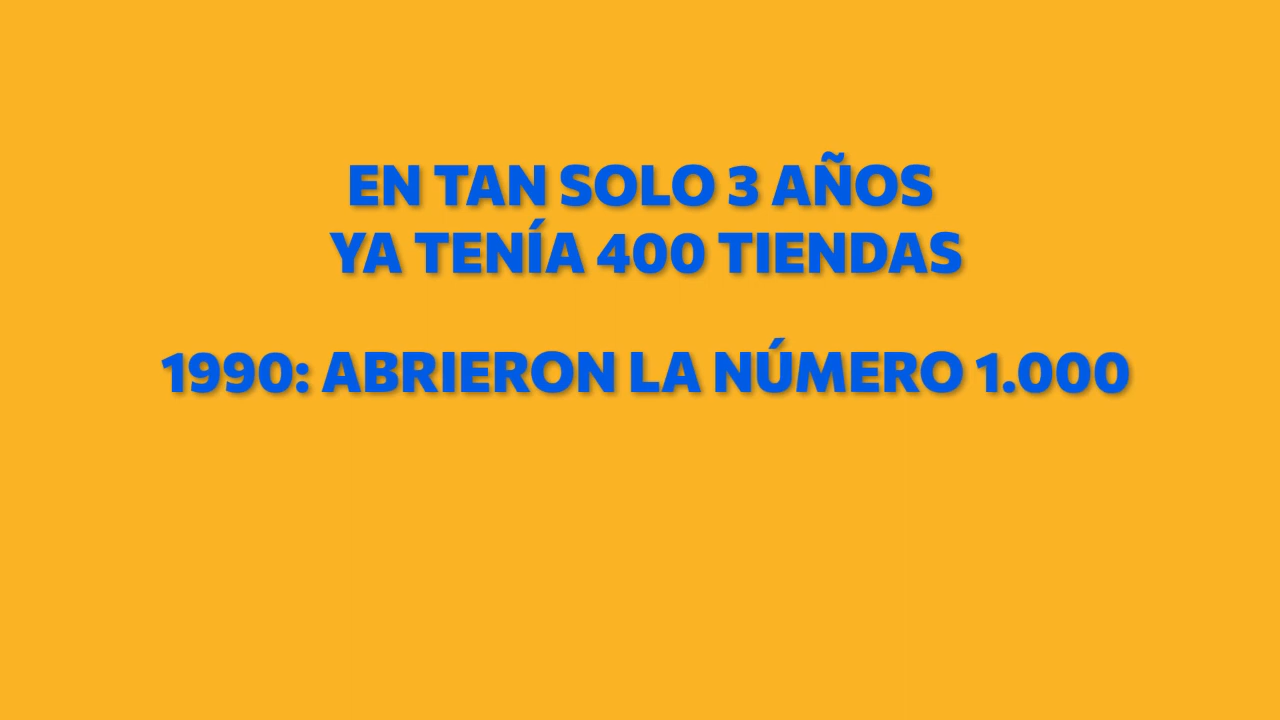 EN TAN SOLO 3 AÑOS
YA TENÍA 400 TIENDAS
1990: ABRIERON LA NÚMERO 1.000